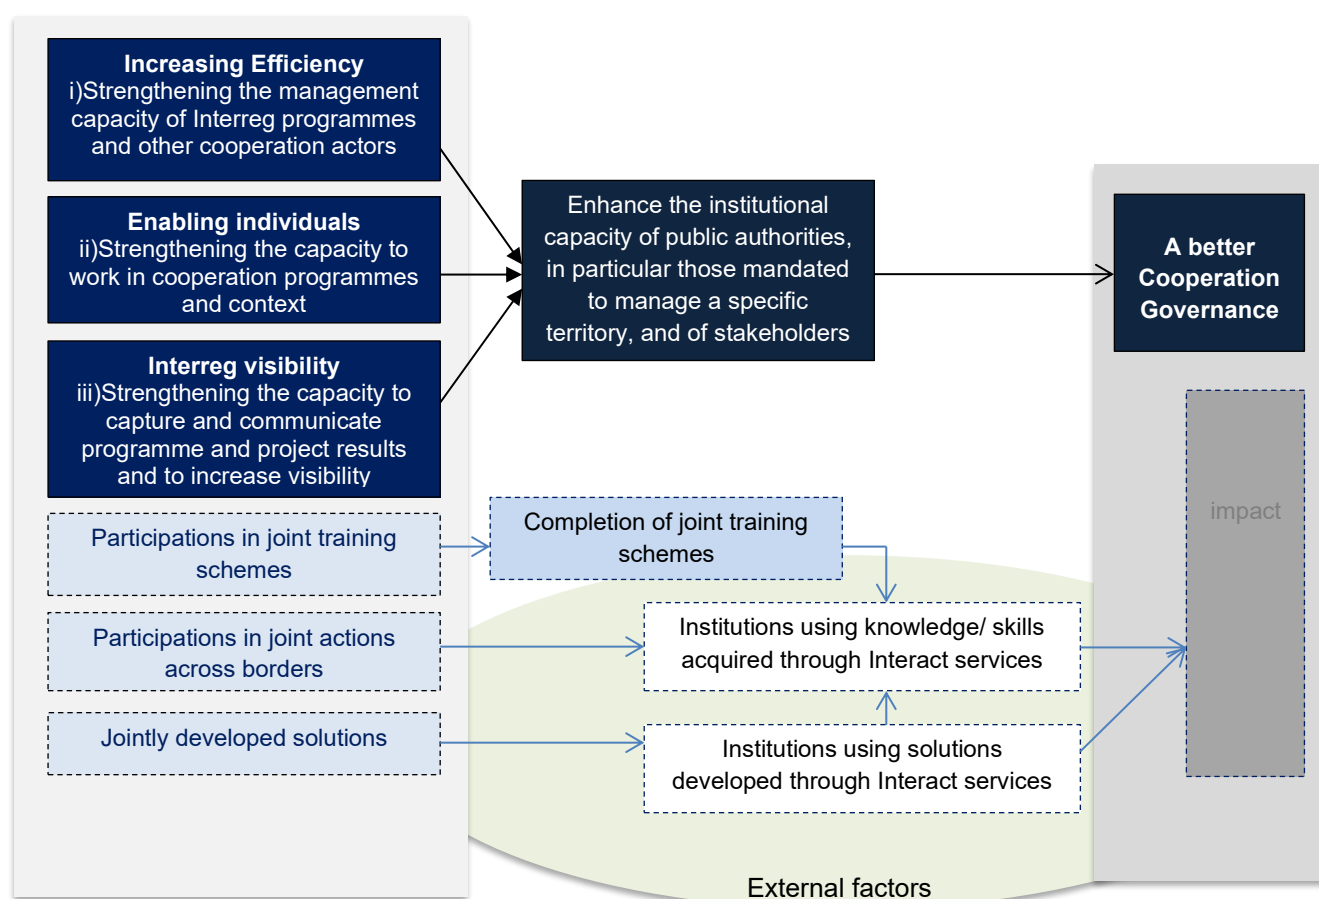 Increasing Efficiency
i)Strengthening the management
capacity of Interreg programmes
and other cooperation actors
Enabling individuals
ii)Strengthening the capacity to
work in cooperation programmes
and context
Interreg visibility
iii)Strengthening the capacity to
capture and communicate
programme and project results
and to increase visibility
Enhance the institutional
capacity of public authorities,
in particular those mandated
to manage a specific
territory, and of stakeholders
A better
Cooperation
Governance
Participations in joint training
schemes
Completion of joint training
schemes
impact
Participations in joint actions
across borders
Institutions using knowledge/ skills
acquired through Interact services
Jointly developed solutions
Institutions using solutions
developed through Interact services
External factors